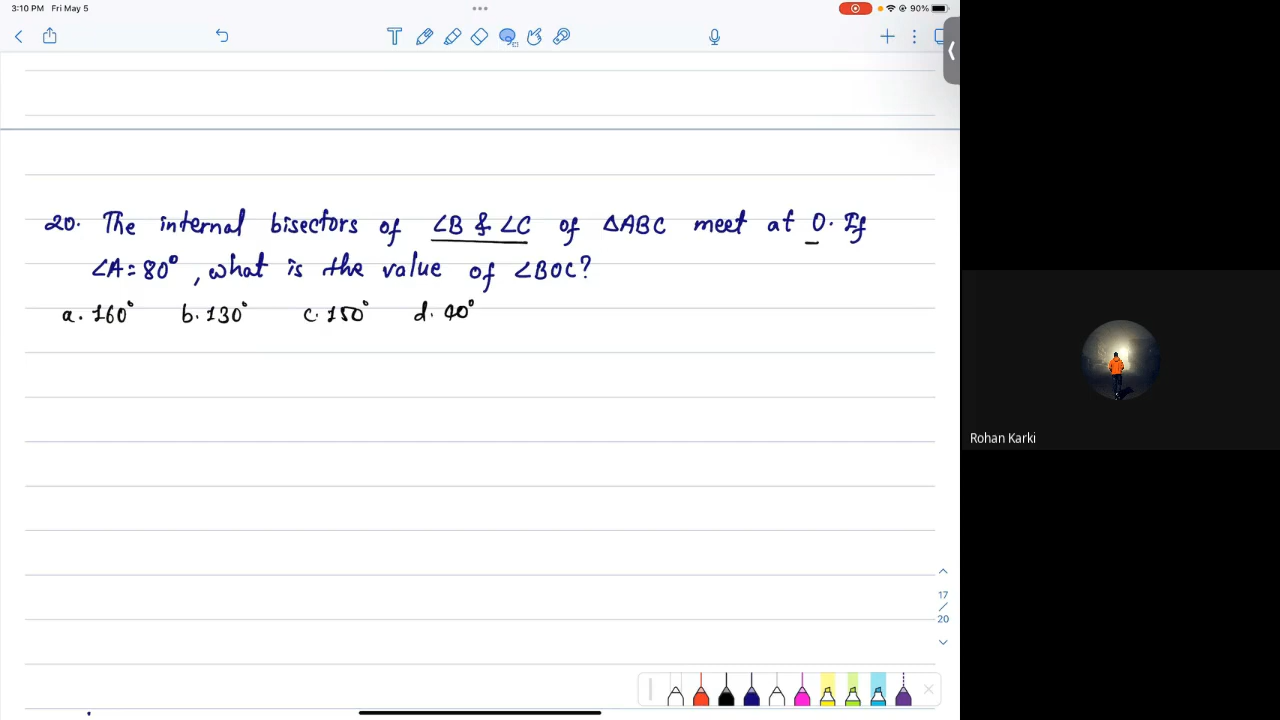 3:10 PM Fri May 5
90%
20. The internal bisectors of ∠B & ∠C of △ABC meet at O. If
∠A = 80°, what is the value of ∠BOC?
a. 160° b. 130° c. 150° d. 40°
Rohan Karki
17
/
20